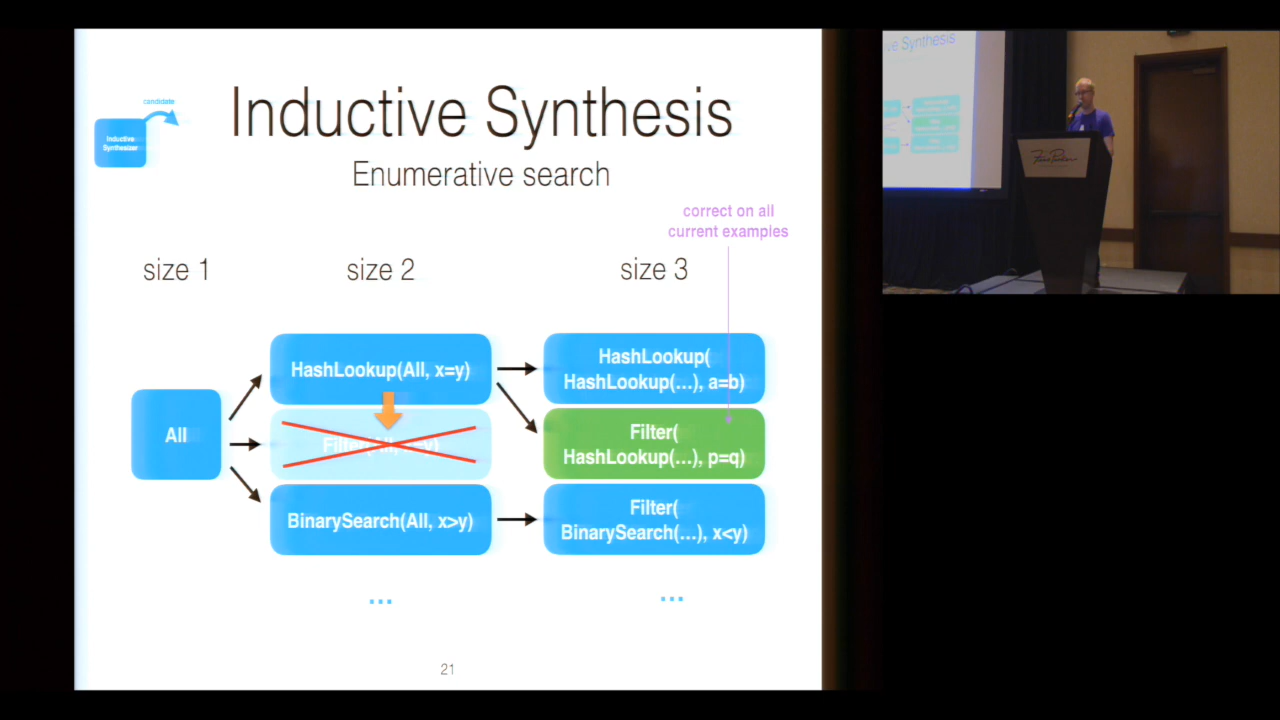 candidate
Inductive
Synthesizer
Inductive Synthesis
Enumerative search
correct on all
current examples
size 1
size 2
size 3
All
HashLookup(All, x=y)
BinarySearch(All, x>y)
HashLookup(
HashLookup(...), a=b)
Filter(
HashLookup(...), p=q)
Filter(
BinarySearch(...), x<y)
...
...
21